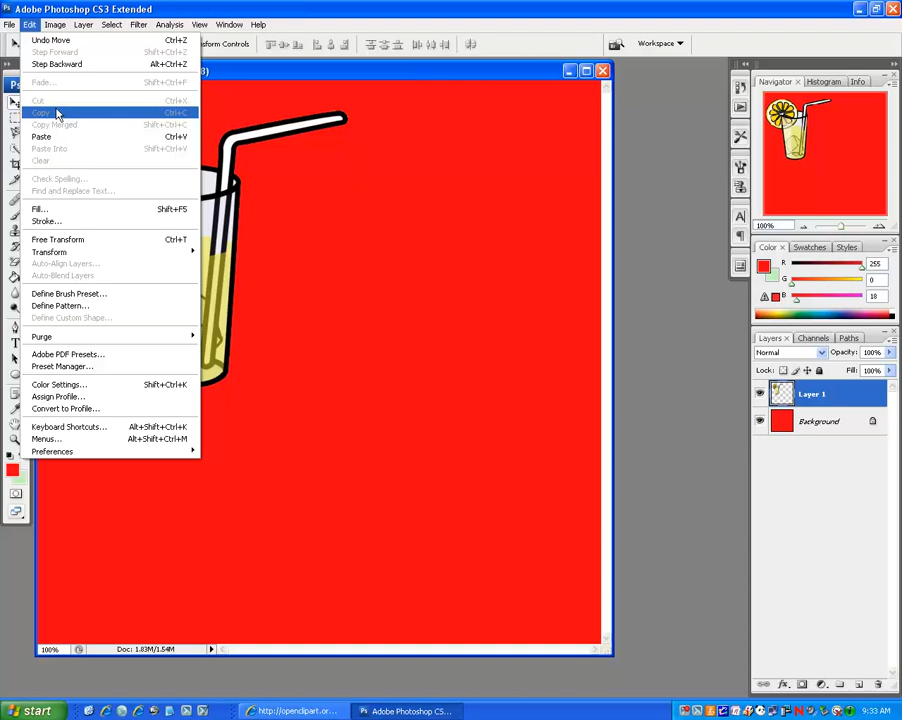 Adobe Photoshop CS3 Extended
File Edit Image Layer Select Filter Analysis View Window Help
Workspace
Undo Move Ctrl+Z
Step Forward Shift+Ctrl+Z
Step Backward Alt+Ctrl+Z
Fade... Shift+Ctrl+F
Cut Ctrl+X
Copy Ctrl+C
Copy Merged Shift+Ctrl+C
Paste Ctrl+V
Paste Into Shift+Ctrl+V
Clear
Check Spelling...
Find and Replace Text...
Fill... Shift+F5
Stroke...
Free Transform Ctrl+T
Transform
Auto-Align Layers...
Auto-Blend Layers
Define Brush Preset...
Define Pattern...
Define Custom Shape...
Purge
Adobe PDF Presets...
Preset Manager...
Color Settings... Shift+Ctrl+K
Assign Profile...
Convert to Profile...
Keyboard Shortcuts... Alt+Shift+Ctrl+K
Menus... Alt+Shift+Ctrl+M
Preferences
Navigator Histogram Info
100%
Color Swatches Styles
R 255
G 0
B 18
Layers Channels Paths
Normal Opacity: 100%
Lock: Fill: 100%
Layer 1
Background
100% Doc: 1.83M/1.54M
start http://openclipart.or... Adobe Photoshop CS... 9:33 AM